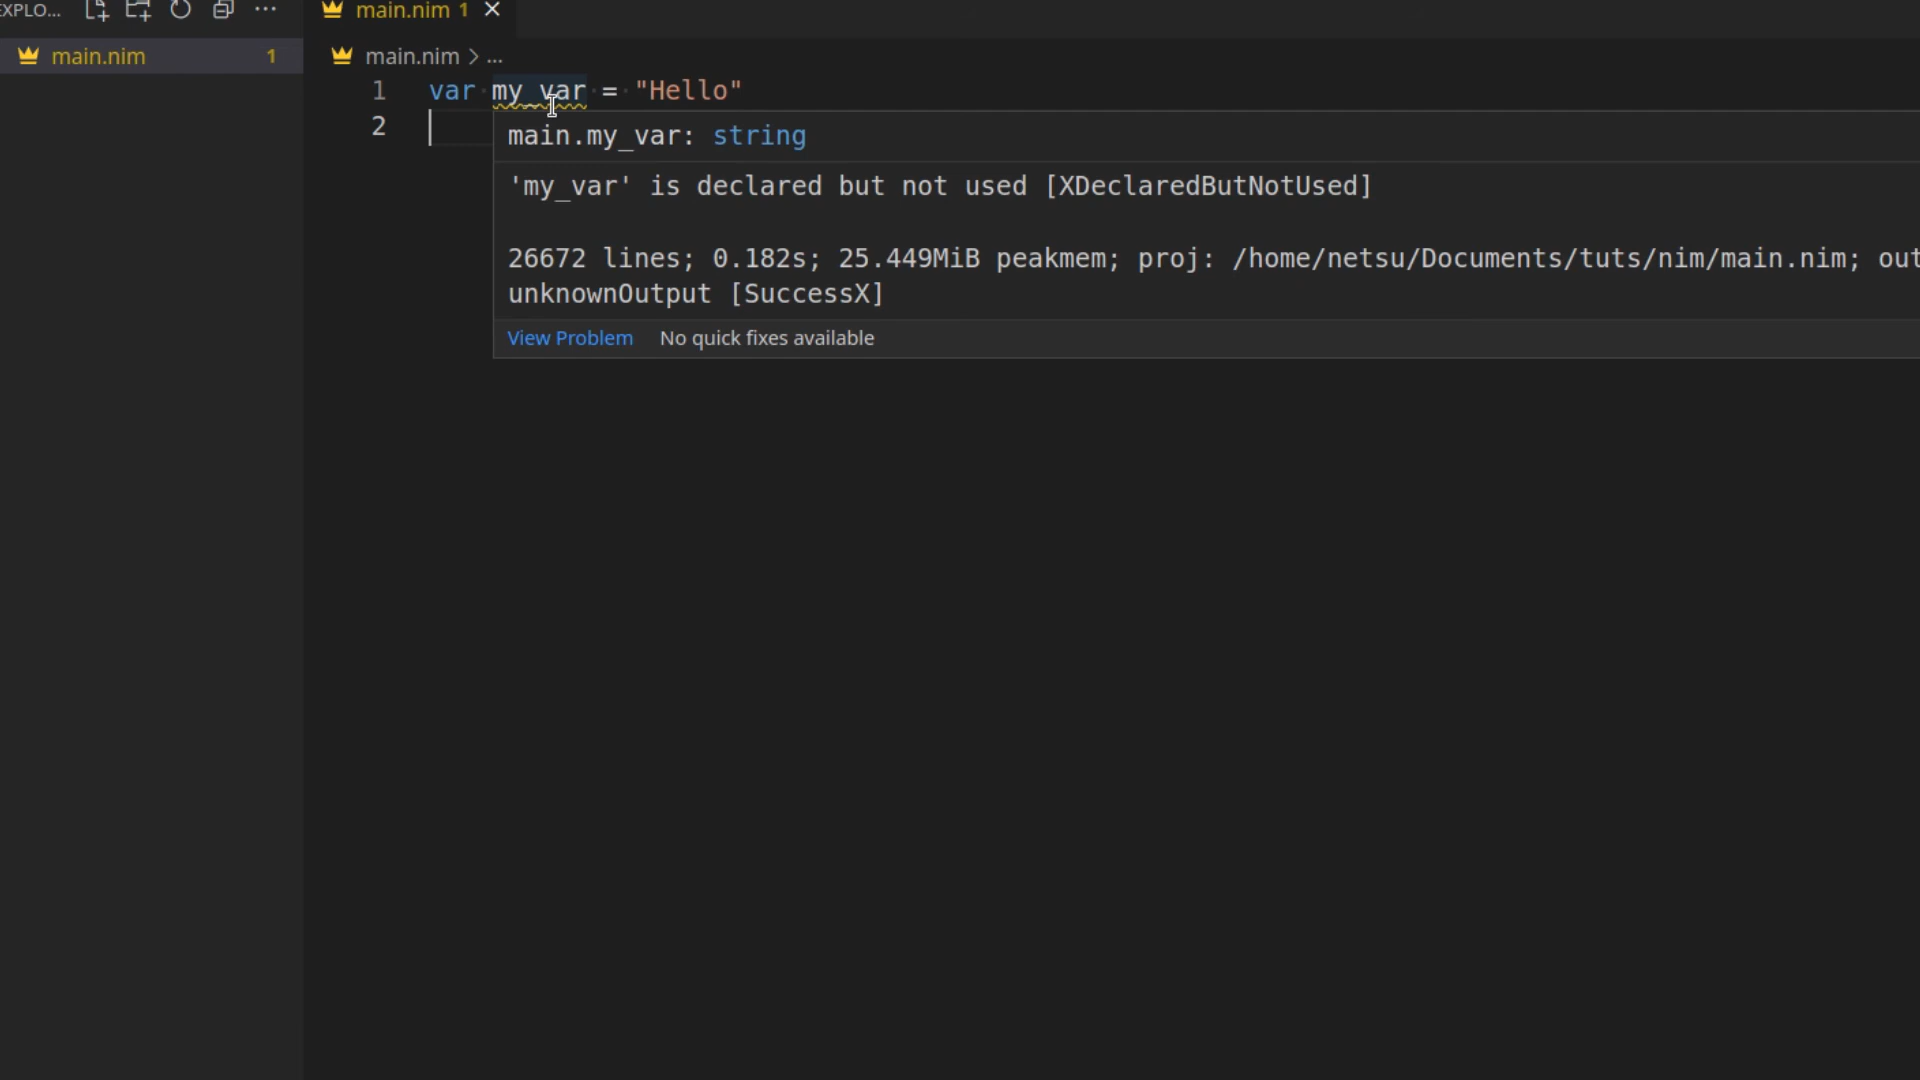 EXPLO... ...
main.nim 1
main.nim 1
main.nim > ...
1 var my_var = "Hello"
2
main.my_var: string
'my_var' is declared but not used [XDeclaredButNotUsed]
26672 lines; 0.182s; 25.449MiB peakmem; proj: /home/netsu/Documents/tuts/nim/main.nim; out
unknownOutput [SuccessX]
View Problem No quick fixes available